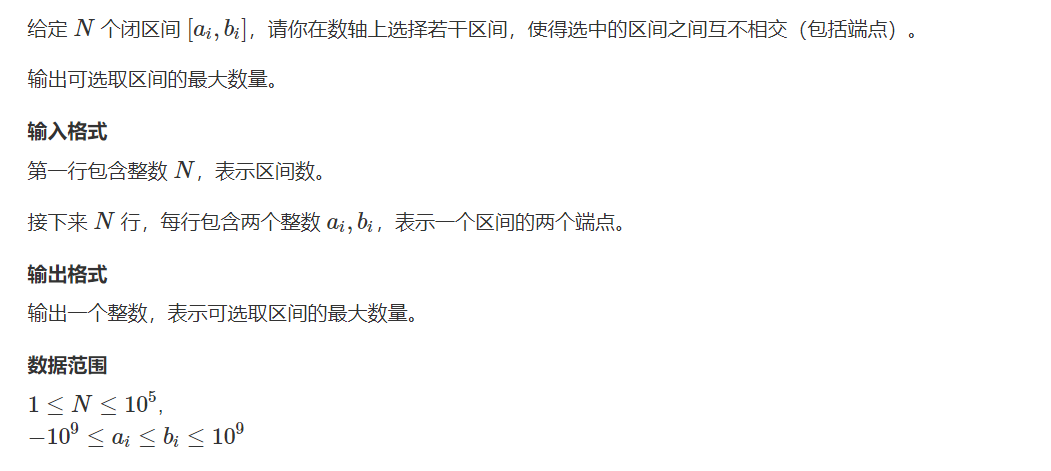 给定 N 个闭区间 [aᵢ, bᵢ]，请你在数轴上选择若干区间，使得选中的区间之间互不相交（包括端点）。
输出可选取区间的最大数量。
输入格式
第一行包含整数 N，表示区间数。
接下来 N 行，每行包含两个整数 aᵢ, bᵢ，表示一个区间的两个端点。
输出格式
输出一个整数，表示可选取区间的最大数量。
数据范围
1 ≤ N ≤ 10⁵,
−10⁹ ≤ aᵢ ≤ bᵢ ≤ 10⁹